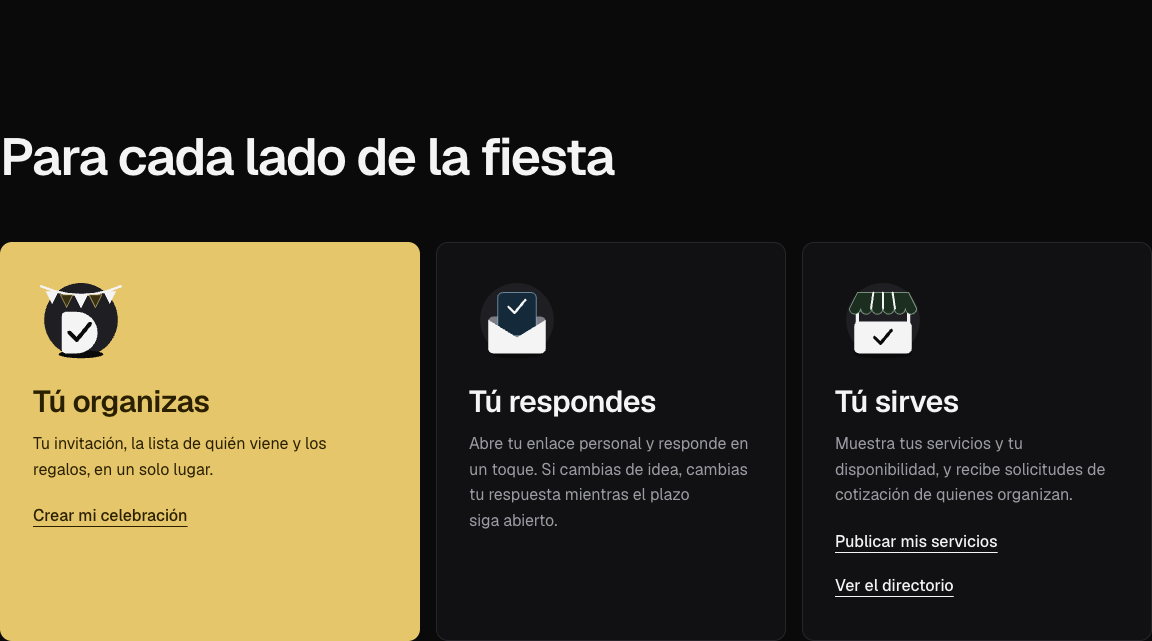 Para cada lado de la fiesta
Tú organizas
Tu invitación, la lista de quién viene y los
regalos, en un solo lugar.
Crear mi celebración
Tú respondes
Abre tu enlace personal y responde en
un toque. Si cambias de idea, cambias
tu respuesta mientras el plazo
siga abierto.
Tú sirves
Muestra tus servicios y tu
disponibilidad, y recibe solicitudes de
cotización de quienes organizan.
Publicar mis servicios
Ver el directorio